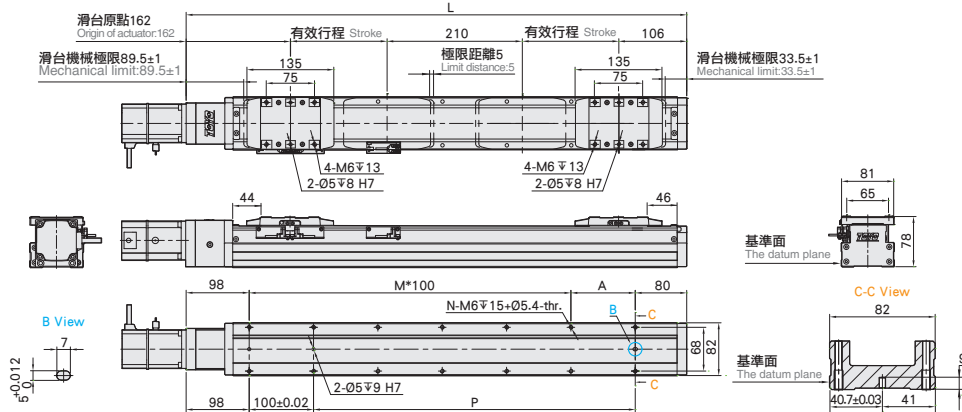 L
滑台原點162
Origin of actuator:162
有效行程 Stroke
210
有效行程 Stroke
106
滑台機械極限89.5±1
Mechanical limit:89.5±1
135
75
極限距離5
Limit distance:5
135
75
滑台機械極限33.5±1
Mechanical limit:33.5±1
TOYO
4-M6↧13
2-Ø5↧8 H7
4-M6↧13
2-Ø5↧8 H7
44
46
81
65
TOYO
78
基準面
The datum plane
C-C View
98
M*100
A
80
N-M6↧15+Ø5.4-thr.
B
C
B View
7
5+0.012
0
68
82
2-Ø5↧9 H7
C
98
100±0.02
P
82
基準面
The datum plane
40.7±0.03
41